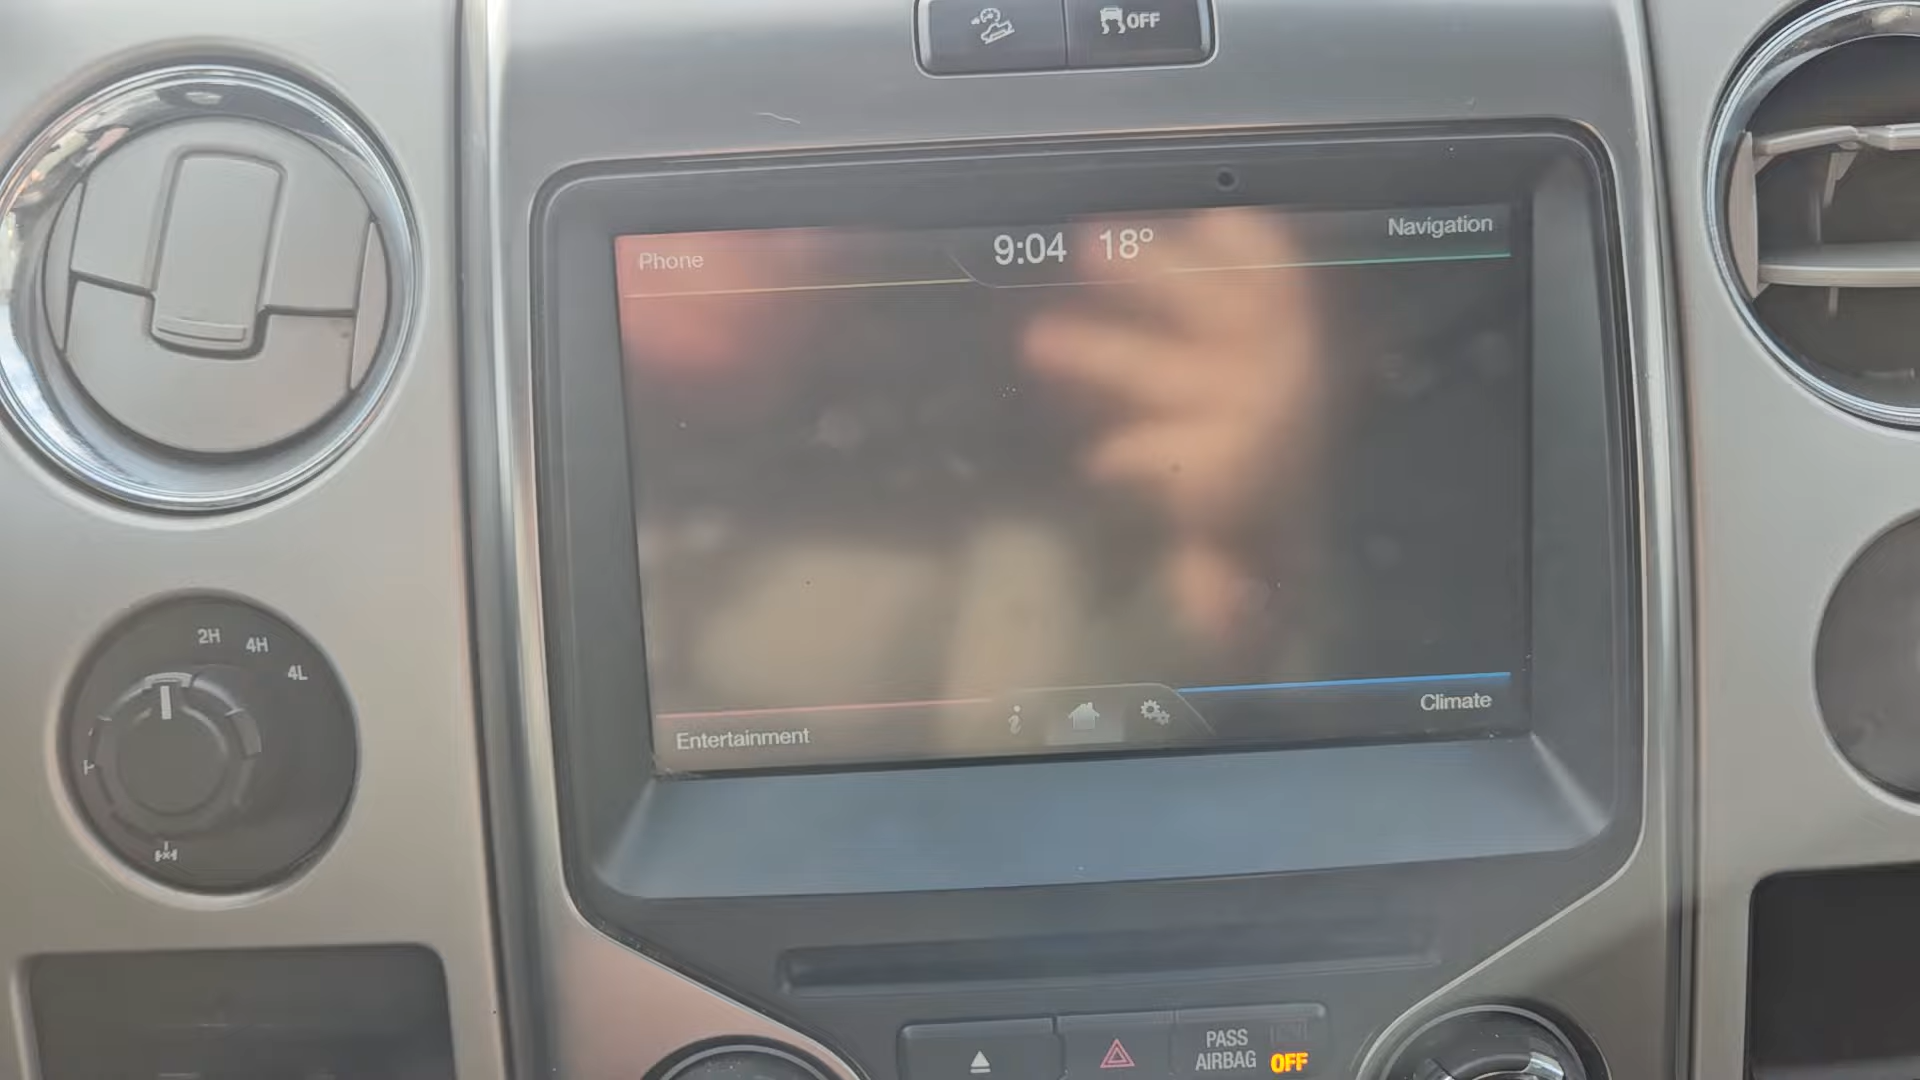 OFF
Phone
9:04 18°
Navigation
2H
4H
4L
Entertainment
i
Climate
PASS
AIRBAG OFF